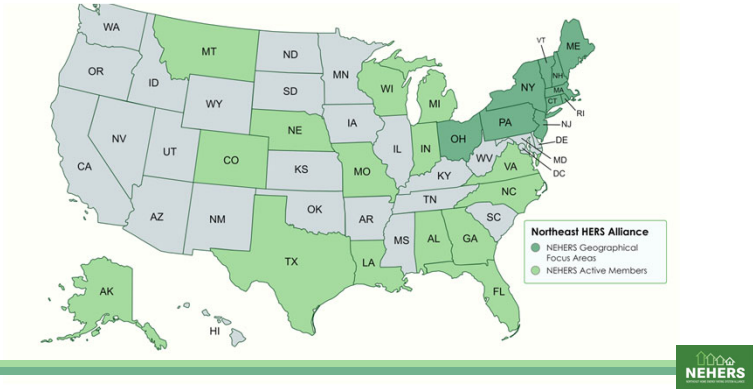 WA
MT
ND
MN
OR
ID
SD
WI
MI
WY
NY
VT
ME
NH
MA
CT
RI
NJ
PA
DE
MD
DC
NV
UT
NE
IA
IL
IN
OH
WV
VA
CA
CO
KS
MO
KY
NC
TN
SC
AZ
NM
OK
AR
MS
AL
GA
TX
LA
FL
AK
HI
Northeast HERS Alliance
NEHERS Geographical
Focus Areas
NEHERS Active Members
NEHERS